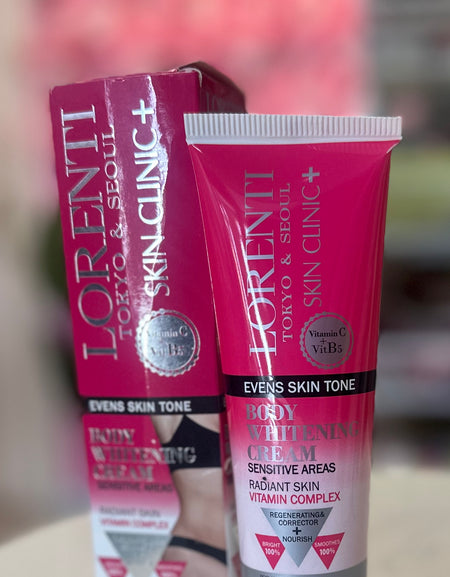 LORENTI
TOKYO & SEOUL
SKIN CLINIC+
Vitamin C
+
VitB5
EVENS SKIN TONE
BODY
WHITENING
CREAM
SENSITIVE AREAS
RADIANT SKIN
VITAMIN COMPLEX
LORENTI
TOKYO & SEOUL
SKIN CLINIC+
Vitamin C
+
VitB5
EVENS SKIN TONE
BODY
WHITENING
CREAM
SENSITIVE AREAS
RADIANT SKIN
VITAMIN COMPLEX
REGENERATING&
CORRECTOR
+
NOURISH
BRIGHT
100%
SMOOTHES
100%